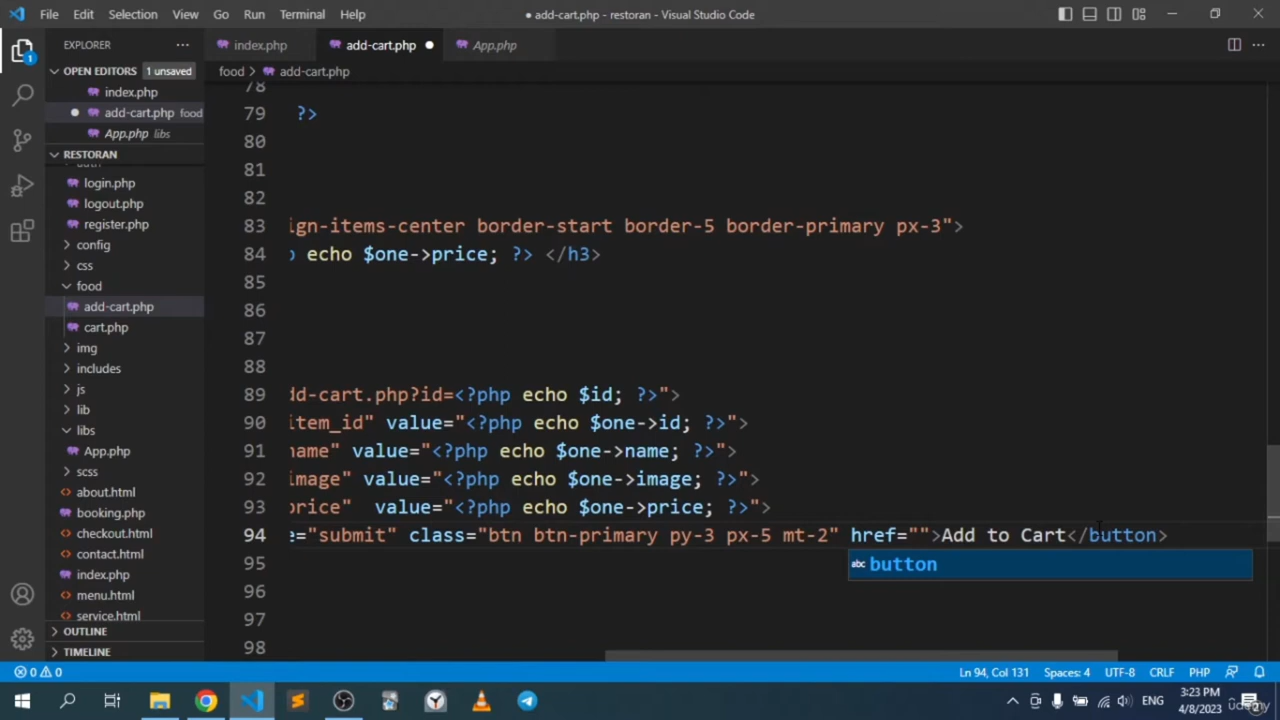 File Edit Selection View Go Run Terminal Help
● add-cart.php - restoran - Visual Studio Code
EXPLORER
index.php
add-cart.php
App.php
OPEN EDITORS 1 unsaved
food > add-cart.php
index.php
add-cart.php food
App.php libs
RESTORAN
login.php
logout.php
register.php
config
css
food
add-cart.php
cart.php
img
includes
js
lib
libs
App.php
scss
about.html
booking.php
checkout.html
contact.html
index.php
menu.html
service.html
OUTLINE
TIMELINE
78
79 ?>
80
81
82
83 ign-items-center border-start border-5 border-primary px-3">
84 echo $one->price; ?> </h3>
85
86
87
88
89 dd-cart.php?id=<?php echo $id; ?>">
90 item_id" value="<?php echo $one->id; ?>">
91 name" value="<?php echo $one->name; ?>">
92 image" value="<?php echo $one->image; ?>">
93 price" value="<?php echo $one->price; ?>">
94 e="submit" class="btn btn-primary py-3 px-5 mt-2" href="">Add to Cart</button>
abc button
95
96
97
98
0 0
Ln 94, Col 131 Spaces: 4 UTF-8 CRLF PHP
ENG
3:23 PM
4/8/2023
udemy